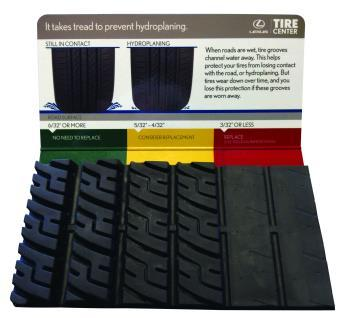 It takes tread to prevent hydroplaning.
LEXUS
TIRE
CENTER
STILL IN CONTACT
HYDROPLANING
When roads are wet, tire grooves
channel water away. This helps
protect your tires from losing contact
with the road, or hydroplaning. But
tires wear down over time, and you
lose this protection if these grooves
are worn away.
ROAD SURFACE
6/32" OR MORE
5/32" - 4/32"
3/32" OR LESS
NO NEED TO REPLACE
CONSIDER REPLACEMENT
REPLACE